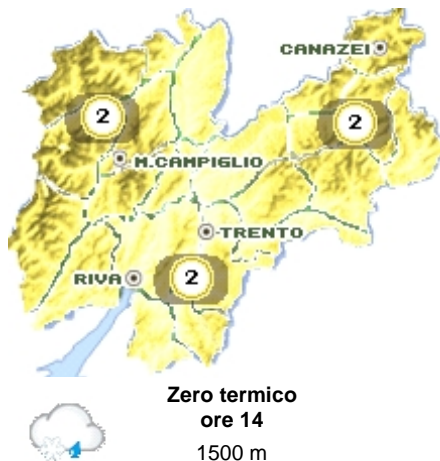 CANAZEI
2
2
M.CAMPIGLIO
TRENTO
RIVA
2
Zero termico
ore 14
1500 m